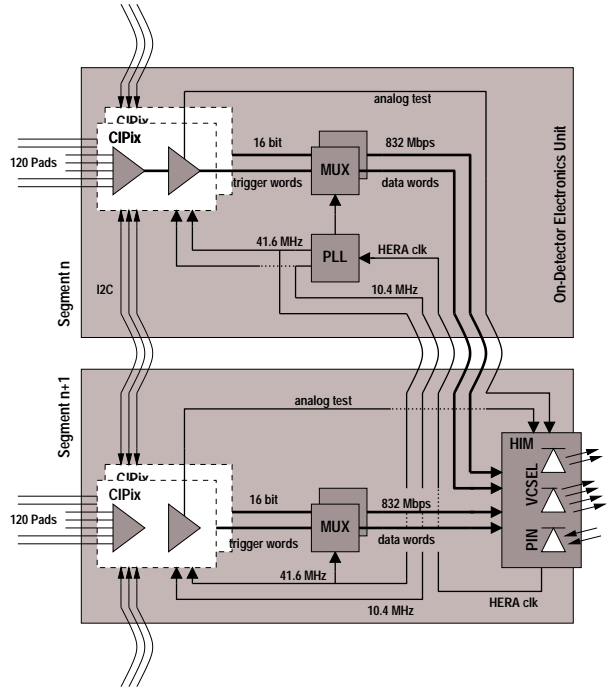 analog test
CIPix
CIPix
16 bit
832 Mbps
120 Pads
MUX
trigger words
data words
41.6 MHz
HERA clk
PLL
I2C
10.4 MHz
Segment n
On-Detector Electronics Unit
Segment n+1
analog test
HIM
CIPix
CIPix
16 bit
832 Mbps
VCSEL
120 Pads
MUX
trigger words
data words
PIN
41.6 MHz
HERA clk
10.4 MHz